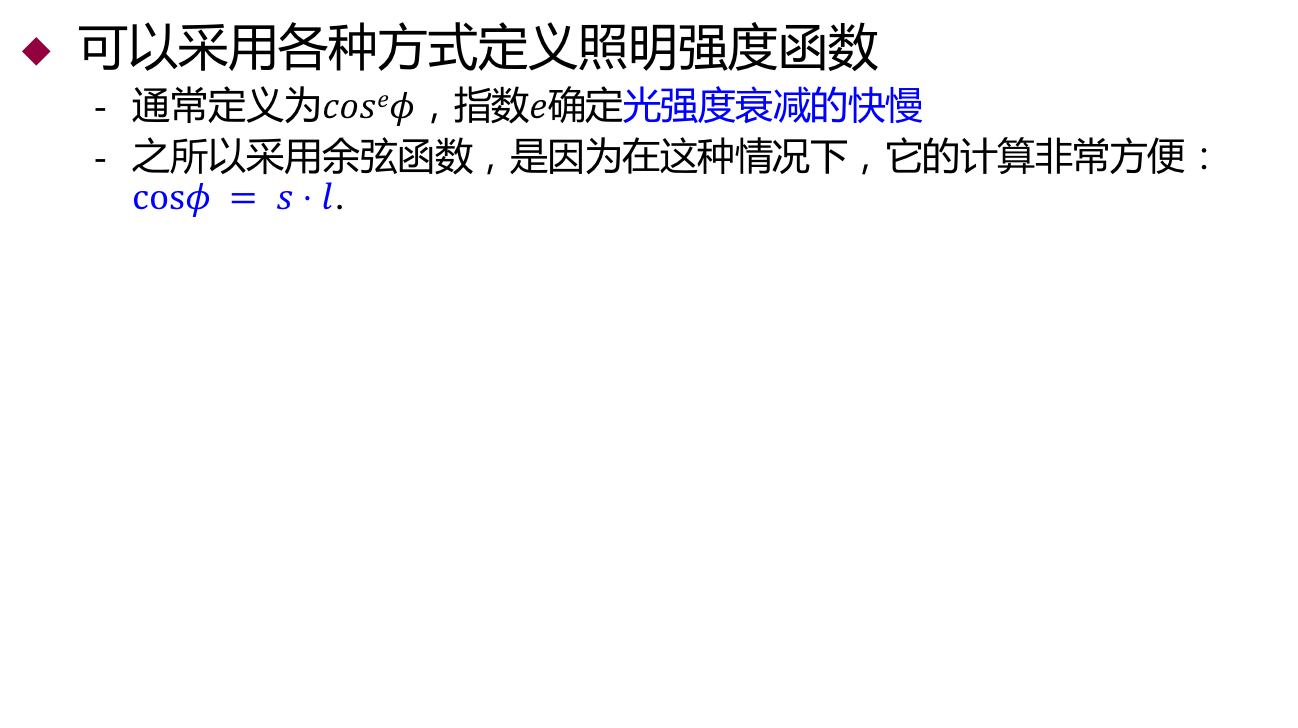 ◆ 可以采用各种方式定义照明强度函数
- 通常定义为cosᵉϕ，指数e确定光强度衰减的快慢
- 之所以采用余弦函数，是因为在这种情况下，它的计算非常方便：
cosϕ = s · l.